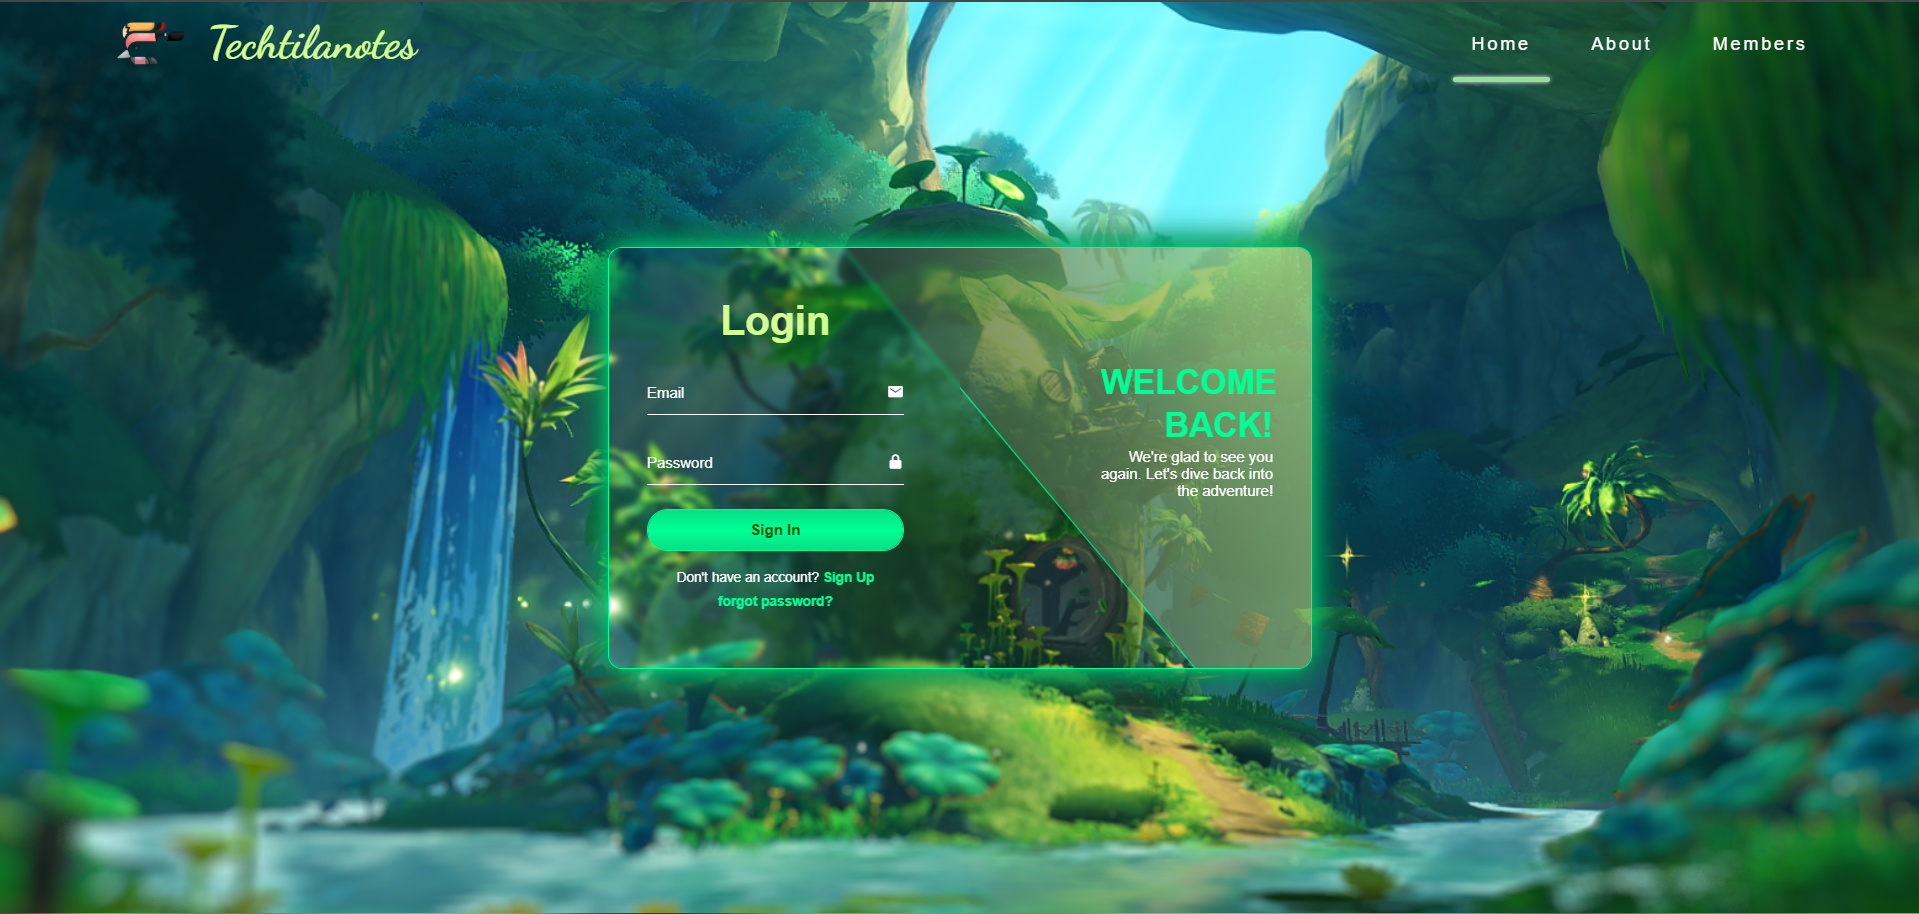 Techtilanotes
Home About Members
Login
Email
Password
Sign In
Don't have an account? Sign Up
forgot password?
WELCOME
BACK!
We're glad to see you
again. Let's dive back into
the adventure!